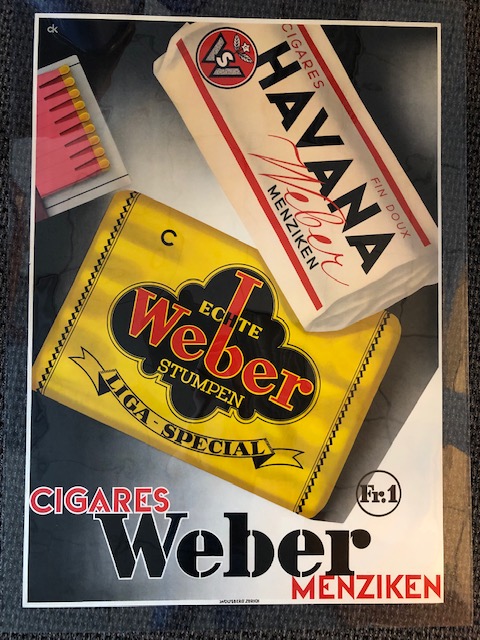 ck
CIGARES
HAVANA
Weber
MENZIKEN
FIN DOUX
C
ECHTE
Weber
STUMPEN
LIGA - SPECIAL
Fr. 1
CIGARES
Weber
MENZIKEN